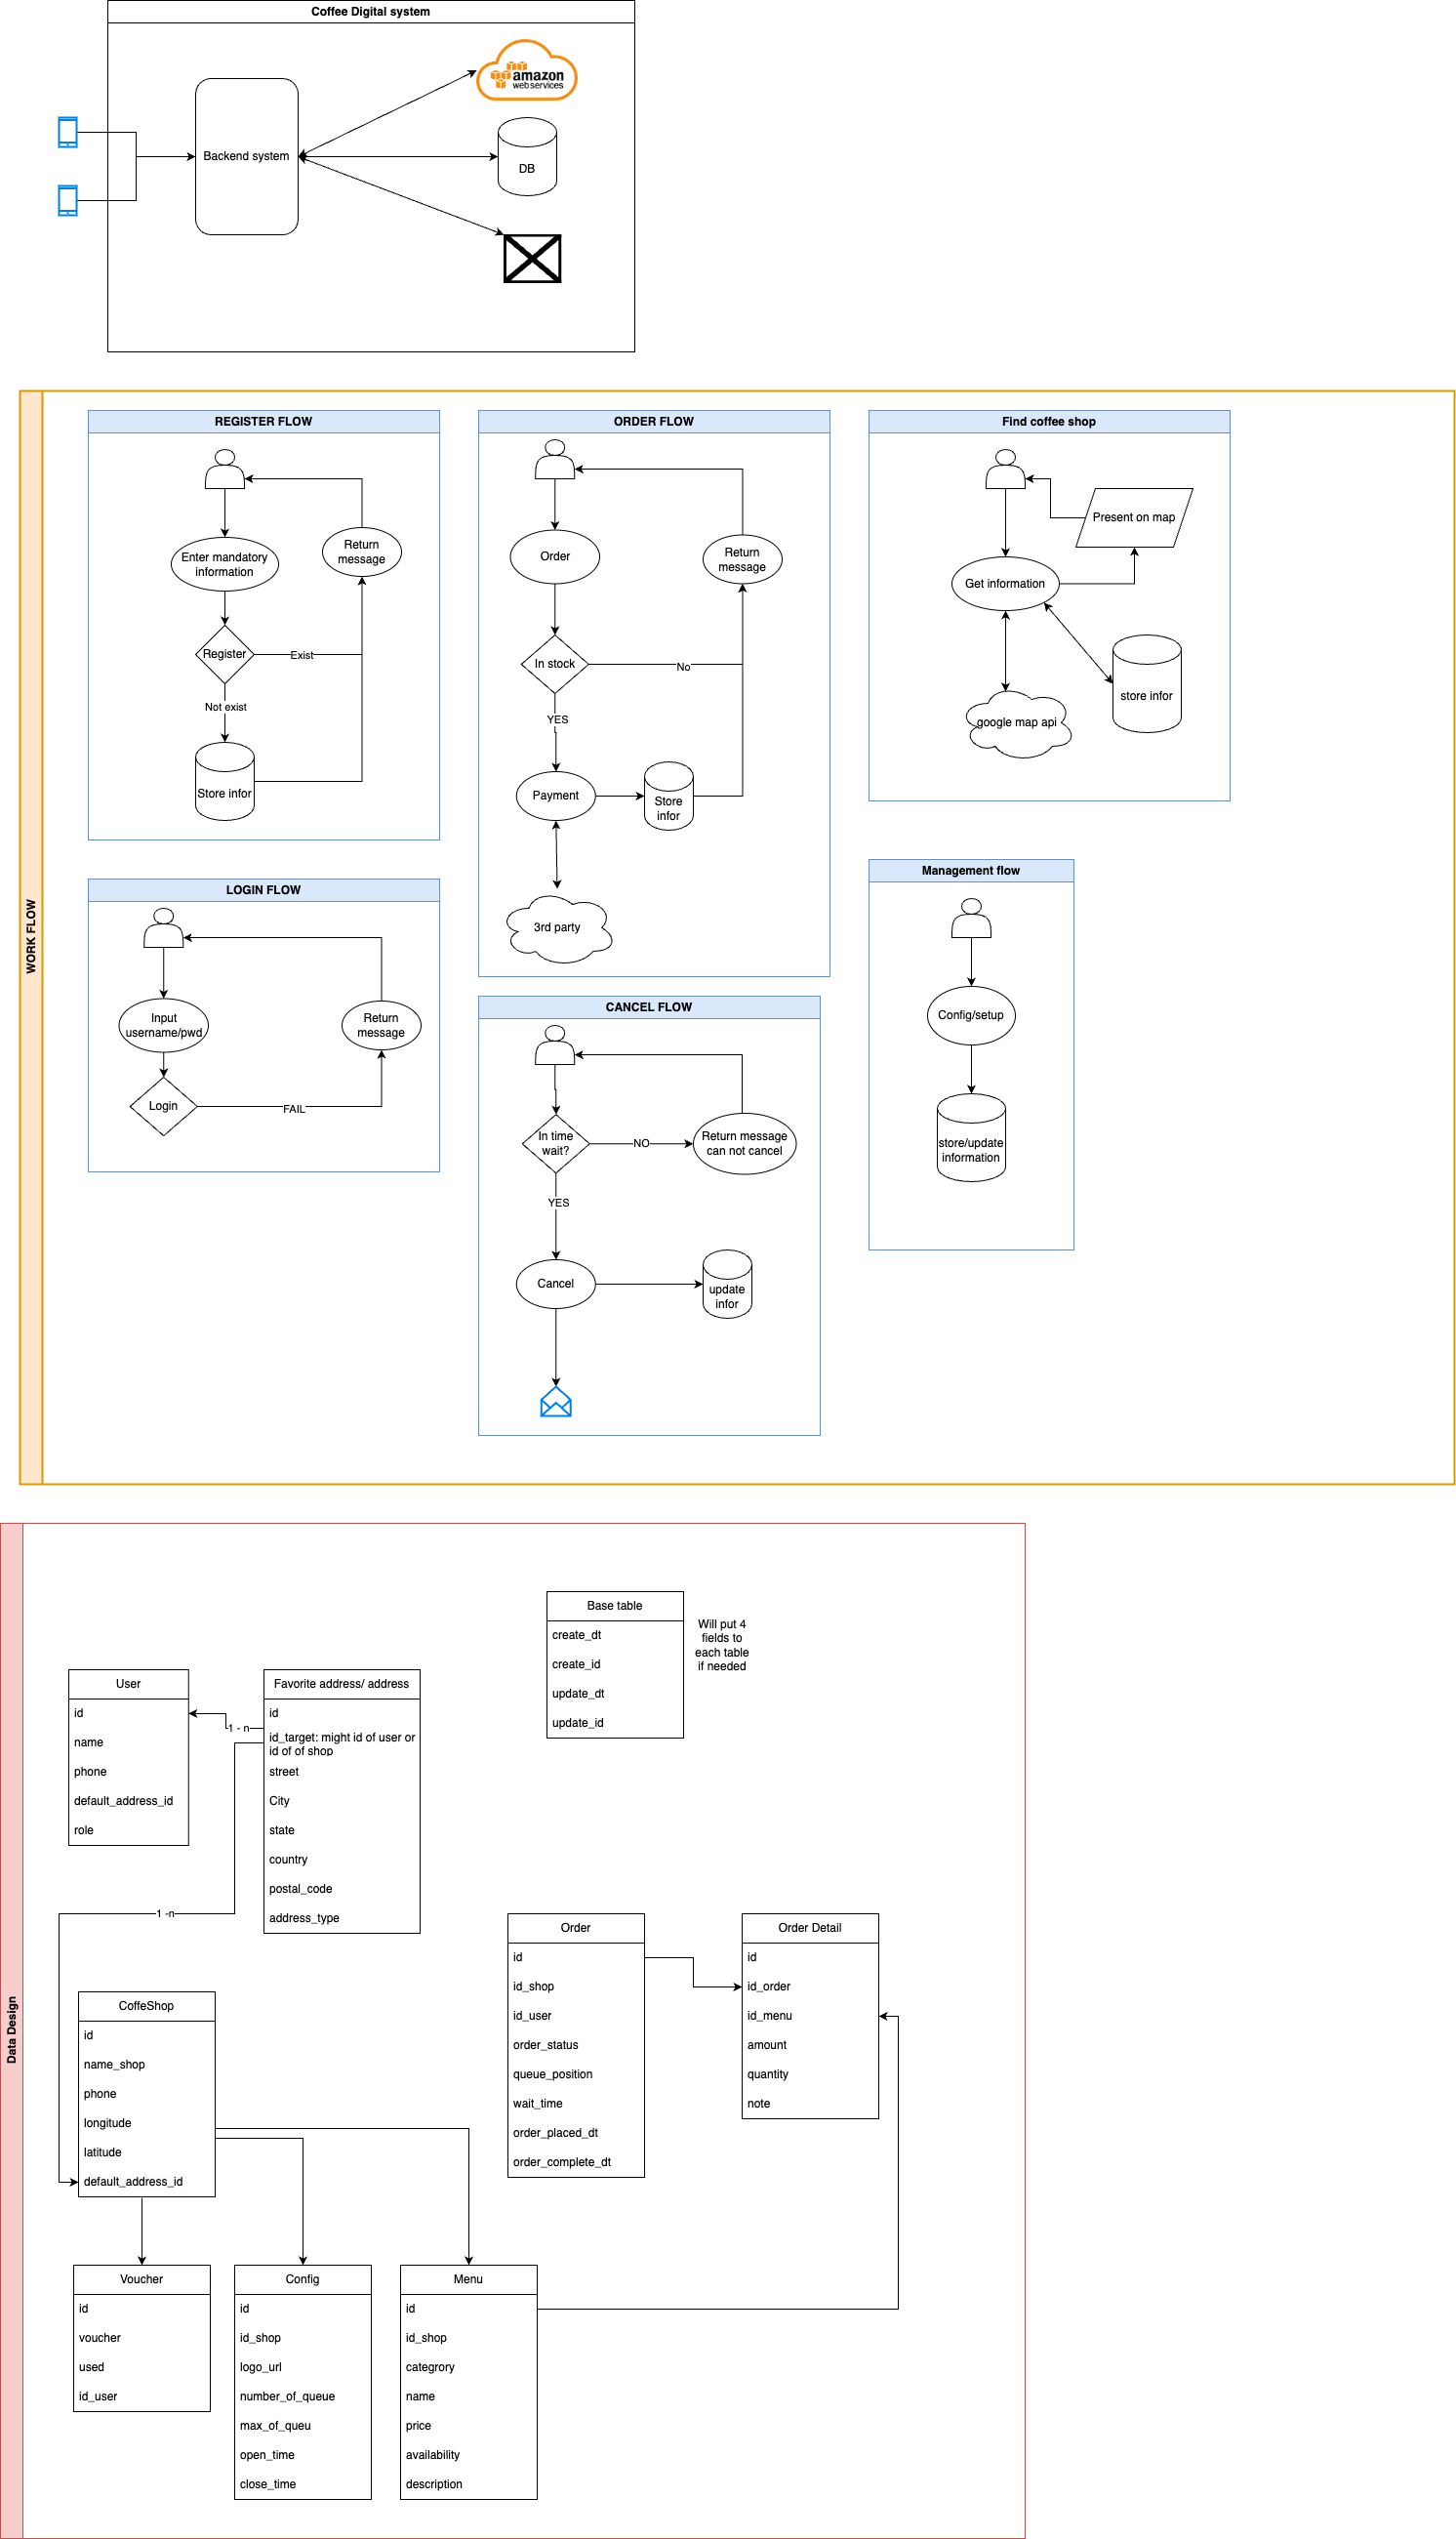 Coffee Digital system
amazon
webservices
Backend system
DB
WORK FLOW
REGISTER FLOW
Enter mandatory
information
Return
message
Register
Exist
Not exist
Store infor
ORDER FLOW
Order
Return
message
In stock
No
YES
Payment
Store
infor
3rd party
Find coffee shop
Present on map
Get information
store infor
google map api
LOGIN FLOW
Input
username/pwd
Return
message
Login
FAIL
CANCEL FLOW
In time
wait?
NO
Return message
can not cancel
YES
Cancel
update
infor
Management flow
Config/setup
store/update
information
Data Design
Base table
create_dt
create_id
update_dt
update_id
Will put 4
fields to
each table
if needed
User
id
name
phone
default_address_id
role
1 - n
Favorite address/ address
id
id_target: might id of user or
id of of shop
street
City
state
country
postal_code
address_type
1 -n
CoffeShop
id
name_shop
phone
longitude
latitude
default_address_id
Order
id
id_shop
id_user
order_status
queue_position
wait_time
order_placed_dt
order_complete_dt
Order Detail
id
id_order
id_menu
amount
quantity
note
Voucher
id
voucher
used
id_user
Config
id
id_shop
logo_url
number_of_queue
max_of_queu
open_time
close_time
Menu
id
id_shop
categrory
name
price
availability
description